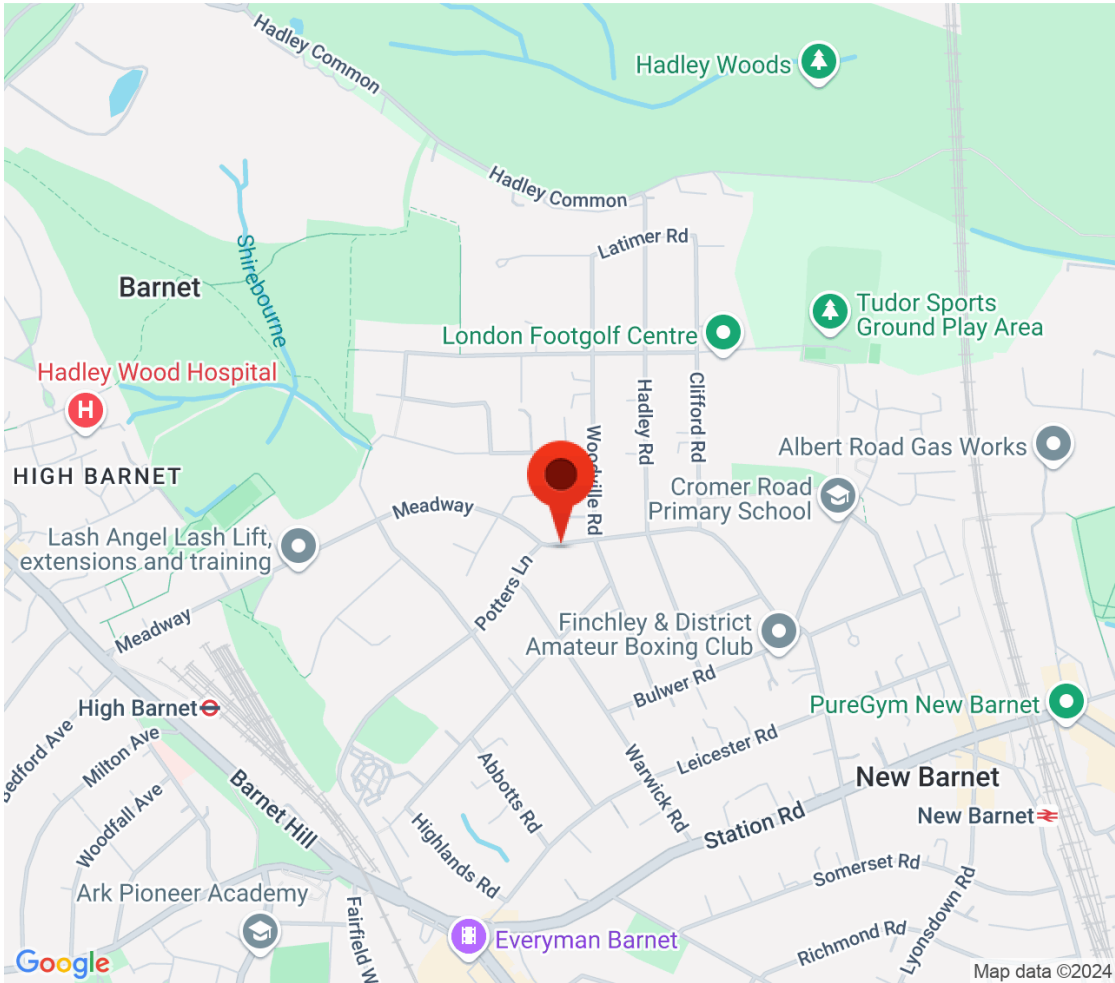 Hadley Common
Hadley Woods
Hadley Common
Latimer Rd
Shirebourne
Barnet
Tudor Sports
Ground Play Area
London Footgolf Centre
Hadley Wood Hospital
H
Woodville Rd
Hadley Rd
Clifford Rd
Albert Road Gas Works
HIGH BARNET
Meadway
Cromer Road
Primary School
Lash Angel Lash Lift,
extensions and training
Potters Ln
Meadway
Finchley & District
Amateur Boxing Club
Bulwer Rd
High Barnet
PureGym New Barnet
Bedford Ave
Milton Ave
Leicester Rd
Warwick Rd
Abbotts Rd
New Barnet
Barnet Hill
Woodfall Ave
Station Rd
New Barnet
Highlands Rd
Somerset Rd
Ark Pioneer Academy
Fairfield W
Lyonsdown Rd
Everyman Barnet
Richmond Rd
Google
Map data ©2024